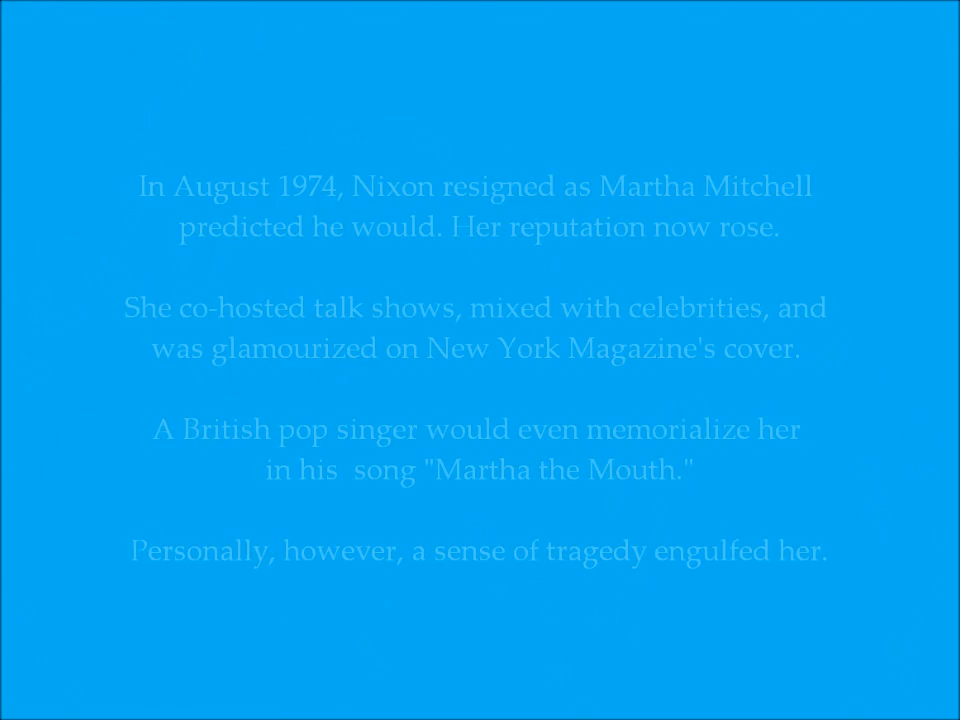 In August 1974, Nixon resigned as Martha Mitchell
predicted he would. Her reputation now rose.
She co-hosted talk shows, mixed with celebrities, and
was glamourized on New York Magazine's cover.
A British pop singer would even memorialize her
in his  song "Martha the Mouth."
Personally, however, a sense of tragedy engulfed her.